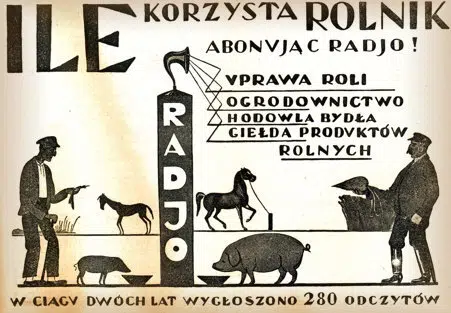 ILE KORZYSTA ROLNIK
ABONVJĄC RADJO!
VPRAWA ROLI
OGRODOWNICTWO
HODOWLA BYDŁA
GIEŁDA PRODVKTÓW
ROLNYCH
RADJO
W CIĄGV DWÓCH LAT WYGŁOSZONO 280 ODCZYTÓW